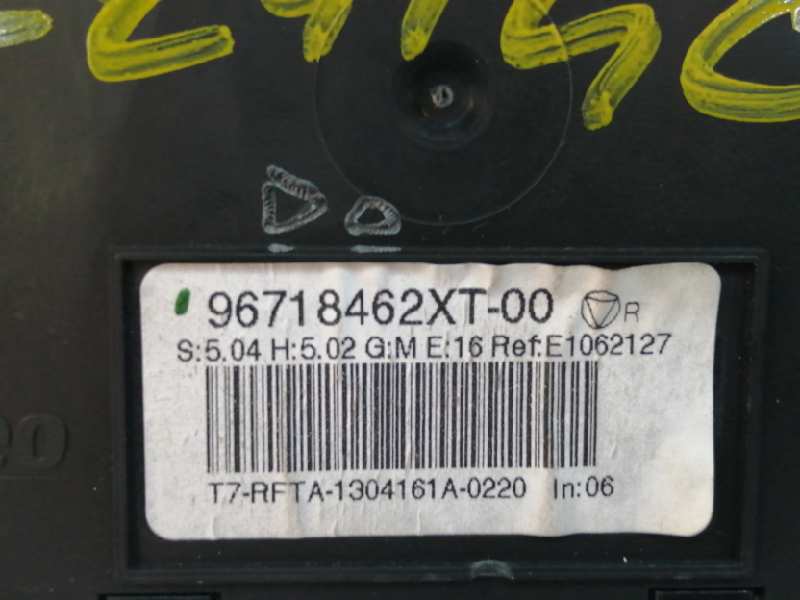 96718462XT-00 R
S:5.04 H:5.02 G:M E:16 Ref:E1062127
T7-RFTA-1304161A-0220 In:06